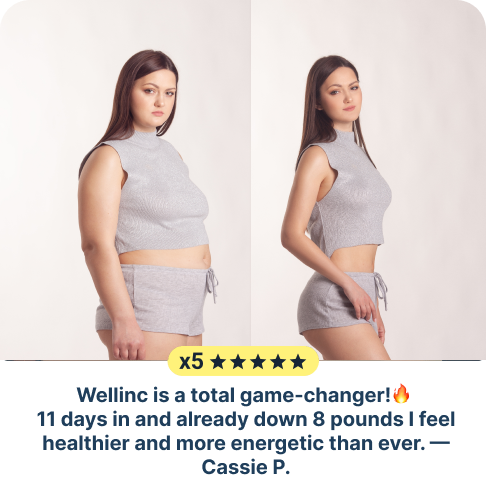 x5 ★★★★★
Wellinc is a total game-changer!🔥
11 days in and already down 8 pounds I feel
healthier and more energetic than ever. —
Cassie P.